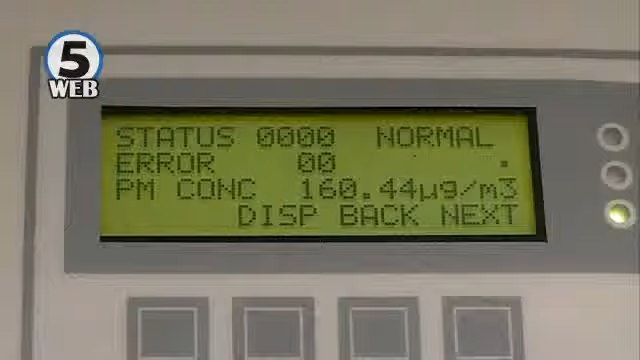 5
WEB
STATUS 0000 NORMAL
ERROR 00
PM CONC 160.44µg/m3
DISP BACK NEXT